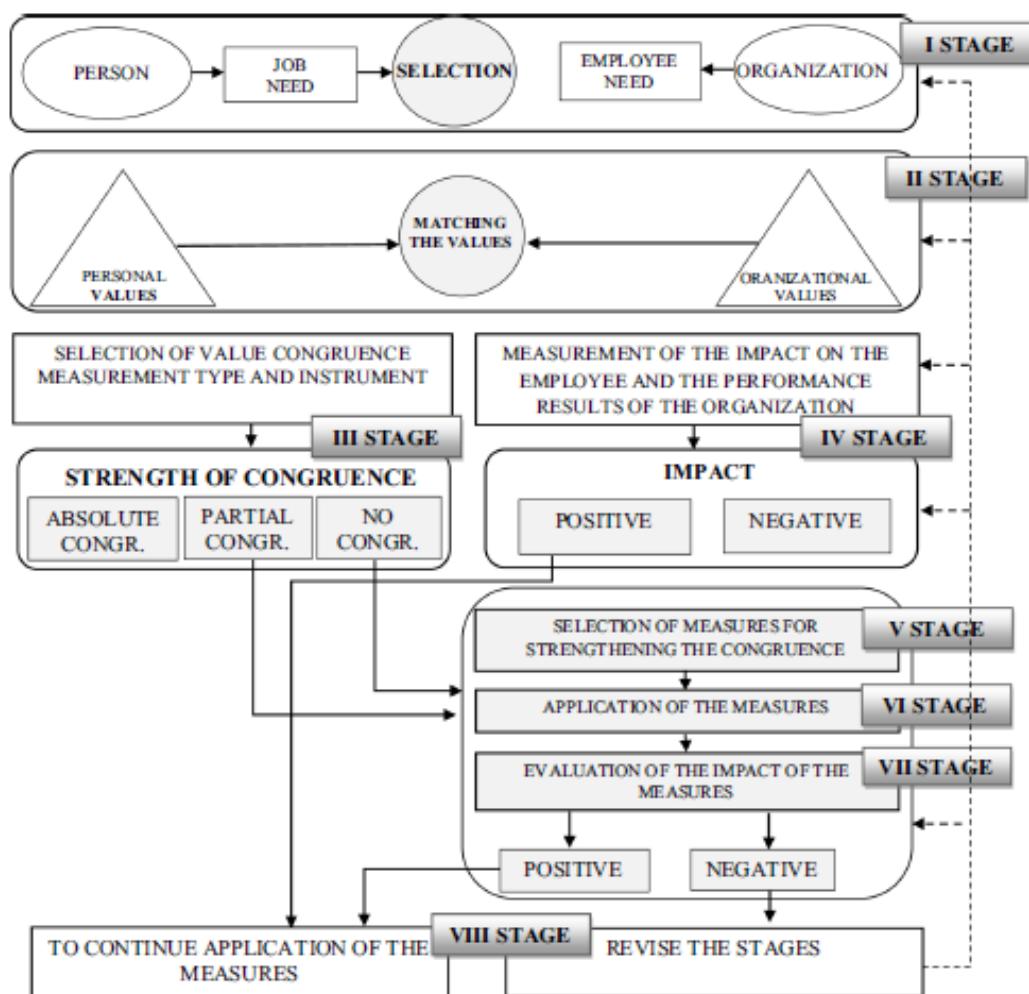 I STAGE
PERSON
JOB
NEED
SELECTION
EMPLOYEE
NEED
ORGANIZATION
II STAGE
MATCHING
THE VALUES
PERSONAL
VALUES
ORANIZATIONAL
VALUES
SELECTION OF VALUE CONGRUENCE
MEASUREMENT TYPE AND INSTRUMENT
MEASUREMENT OF THE IMPACT ON THE
EMPLOYEE AND THE PERFORMANCE
RESULTS OF THE ORGANIZATION
III STAGE
IV STAGE
STRENGTH OF CONGRUENCE
ABSOLUTE
CONGR.
PARTIAL
CONGR.
NO
CONGR.
IMPACT
POSITIVE
NEGATIVE
SELECTION OF MEASURES FOR
STRENGTHENING THE CONGRUENCE
V STAGE
APPLICATION OF THE MEASURES
VI STAGE
EVALUATION OF THE IMPACT OF THE
MEASURES
VII STAGE
POSITIVE
NEGATIVE
TO CONTINUE APPLICATION OF THE
MEASURES
VIII STAGE
REVISE THE STAGES